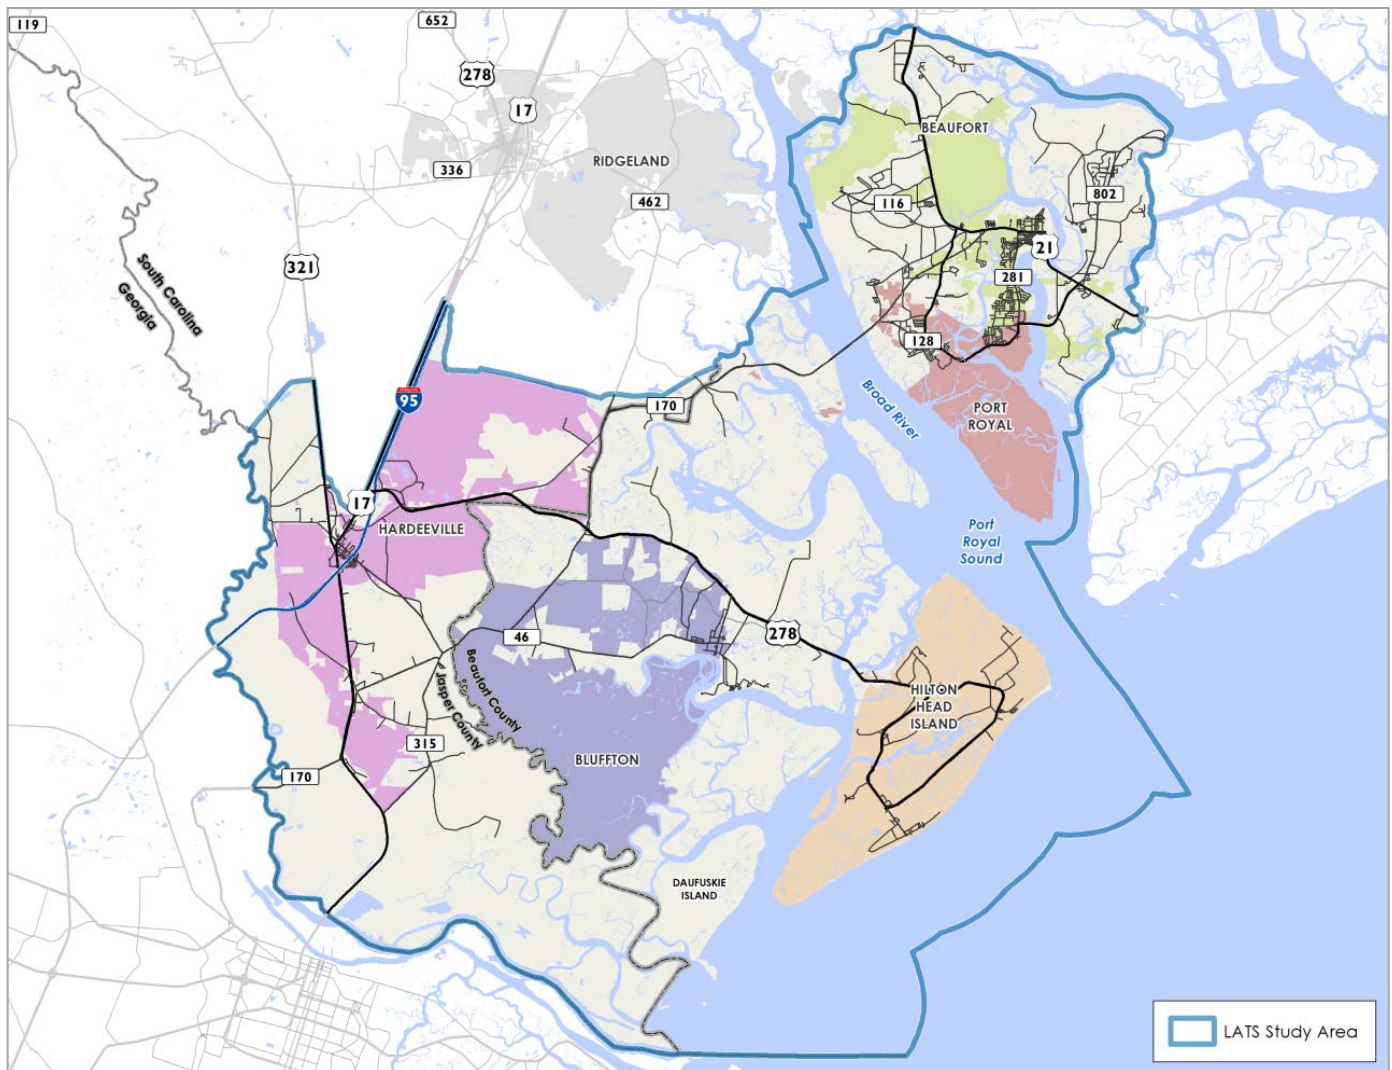 119
652
278
17
336
RIDGELAND
462
BEAUFORT
116
802
21
281
128
321
South Carolina
Georgia
95
170
Broad River
PORT
ROYAL
17
HARDEEVILLE
Port
Royal
Sound
46
278
Beaufort County
Jasper County
HILTON
HEAD
ISLAND
315
BLUFFTON
170
DAUFUSKIE
ISLAND
LATS Study Area